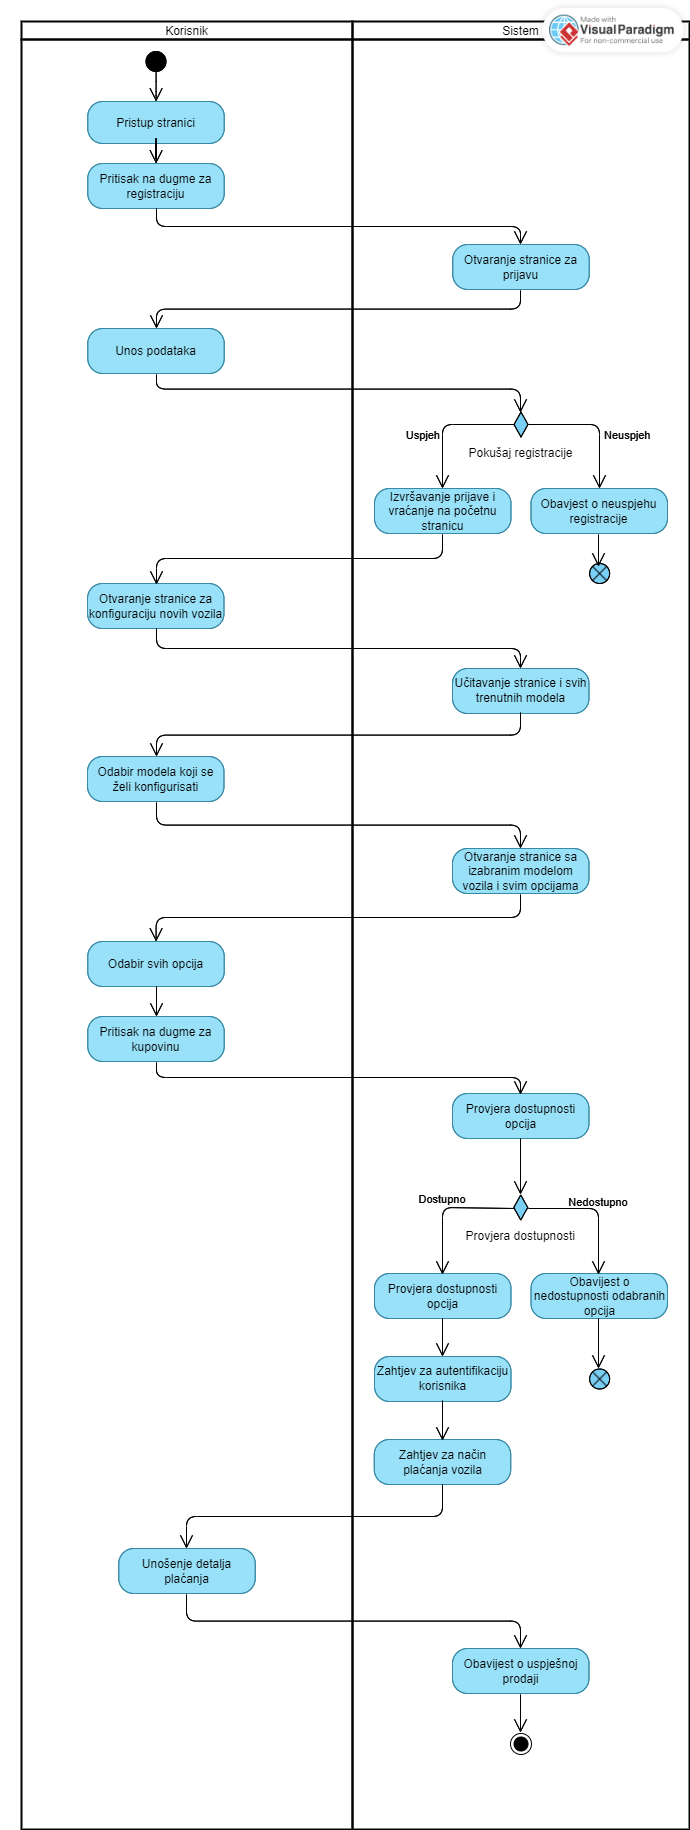 Korisnik
Sistem
Made with
Visual Paradigm
For non-commercial use
Pristup stranici
Pritisak na dugme za
registraciju
Otvaranje stranice za
prijavu
Unos podataka
Uspjeh
Neuspjeh
Pokušaj registracije
Izvršavanje prijave i
vraćanje na početnu
stranicu
Obavjest o neuspjehu
registracije
Otvaranje stranice za
konfiguraciju novih vozila
Učitavanje stranice i svih
trenutnih modela
Odabir modela koji se
želi konfigurisati
Otvaranje stranice sa
izabranim modelom
vozila i svim opcijama
Odabir svih opcija
Pritisak na dugme za
kupovinu
Provjera dostupnosti
opcija
Dostupno
Nedostupno
Provjera dostupnosti
Provjera dostupnosti
opcija
Obavijest o
nedostupnosti odabranih
opcija
Zahtjev za autentifikaciju
korisnika
Zahtjev za način
plaćanja vozila
Unošenje detalja
plaćanja
Obavijest o uspješnoj
prodaji